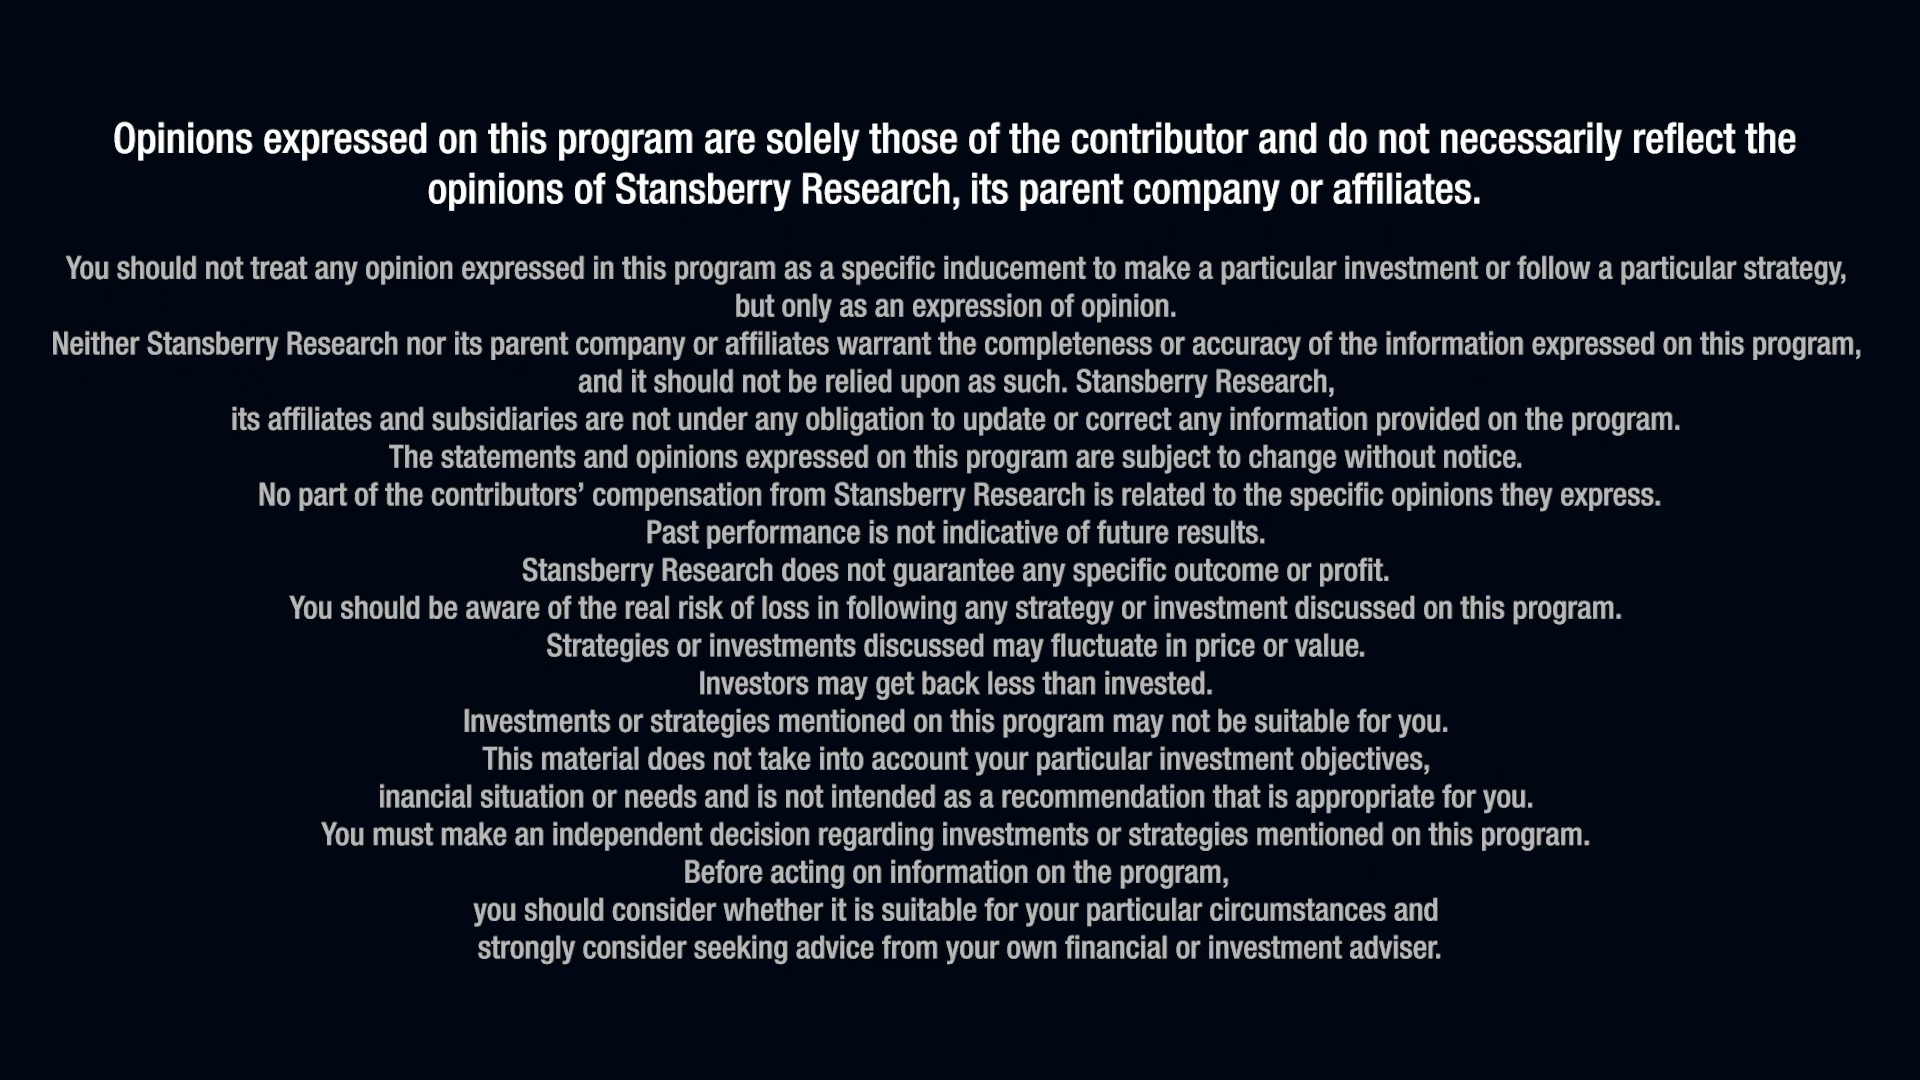 Opinions expressed on this program are solely those of the contributor and do not necessarily reflect the
opinions of Stansberry Research, its parent company or affiliates.
You should not treat any opinion expressed in this program as a specific inducement to make a particular investment or follow a particular strategy,
but only as an expression of opinion.
Neither Stansberry Research nor its parent company or affiliates warrant the completeness or accuracy of the information expressed on this program,
and it should not be relied upon as such. Stansberry Research,
its affiliates and subsidiaries are not under any obligation to update or correct any information provided on the program.
The statements and opinions expressed on this program are subject to change without notice.
No part of the contributors’ compensation from Stansberry Research is related to the specific opinions they express.
Past performance is not indicative of future results.
Stansberry Research does not guarantee any specific outcome or profit.
You should be aware of the real risk of loss in following any strategy or investment discussed on this program.
Strategies or investments discussed may fluctuate in price or value.
Investors may get back less than invested.
Investments or strategies mentioned on this program may not be suitable for you.
This material does not take into account your particular investment objectives,
inancial situation or needs and is not intended as a recommendation that is appropriate for you.
You must make an independent decision regarding investments or strategies mentioned on this program.
Before acting on information on the program,
you should consider whether it is suitable for your particular circumstances and
strongly consider seeking advice from your own financial or investment adviser.